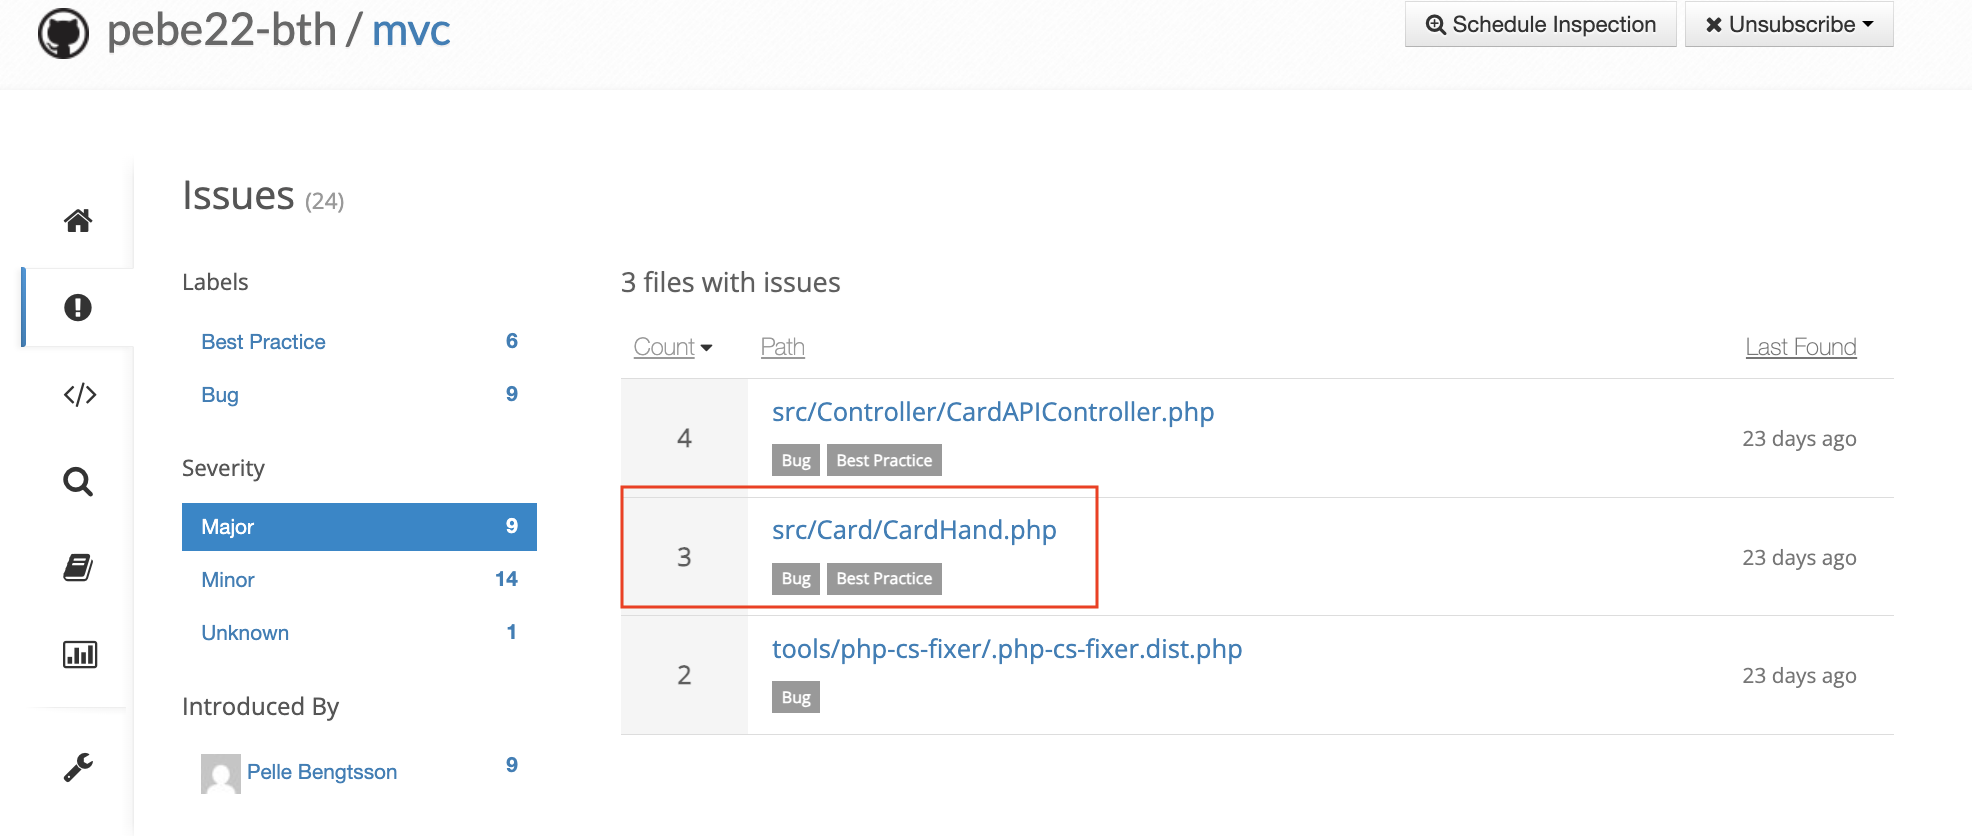 pebe22-bth / mvc
Schedule Inspection
Unsubscribe
Issues (24)
Labels
Best Practice 6
Bug 9
Severity
Major 9
Minor 14
Unknown 1
Introduced By
Pelle Bengtsson 9
3 files with issues
Count Path Last Found
4 src/Controller/CardAPIController.php 23 days ago
Bug Best Practice
3 src/Card/CardHand.php 23 days ago
Bug Best Practice
2 tools/php-cs-fixer/.php-cs-fixer.dist.php 23 days ago
Bug